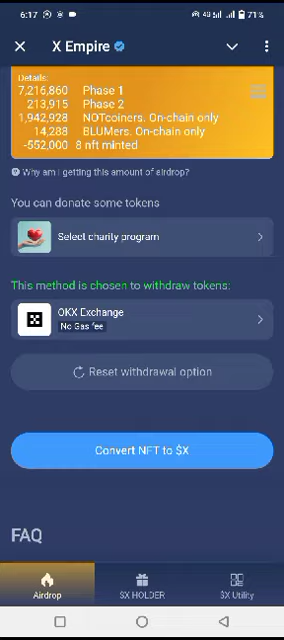 6:17 4G 71%
X Empire
Details:
7,216,860 Phase 1
213,915 Phase 2
1,942,928 NOTcoiners. On-chain only
14,288 BLUMers. On-chain only
-552,000 8 nft minted
Why am I getting this amount of airdrop?
You can donate some tokens
Select charity program
This method is chosen to withdraw tokens:
OKX Exchange
No Gas fee
Reset withdrawal option
Convert NFT to $X
FAQ
Airdrop $X HOLDER $X Utility